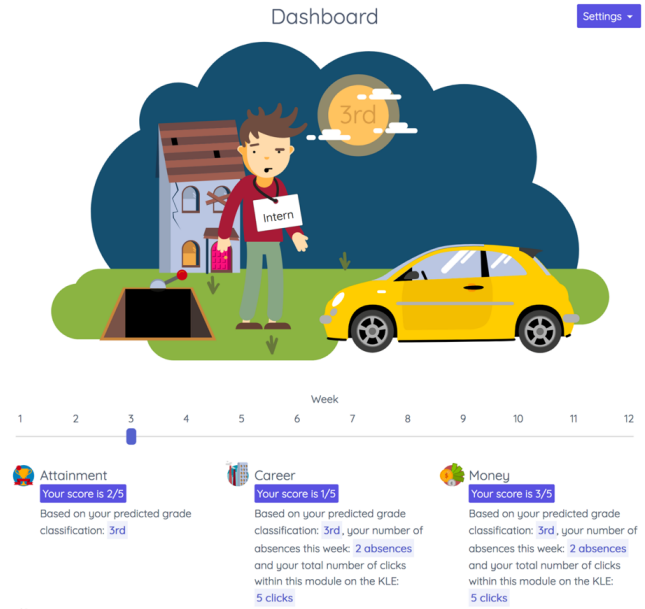 Dashboard
Settings
3rd
Intern
Week
1 2 3 4 5 6 7 8 9 10 11 12
Attainment
Your score is 2/5
Based on your predicted grade
classification: 3rd
Career
Your score is 1/5
Based on your predicted grade
classification: 3rd, your number of
absences this week: 2 absences
and your total number of clicks
within this module on the KLE:
5 clicks
Money
Your score is 3/5
Based on your predicted grade
classification: 3rd, your number of
absences this week: 2 absences
and your total number of clicks
within this module on the KLE:
5 clicks